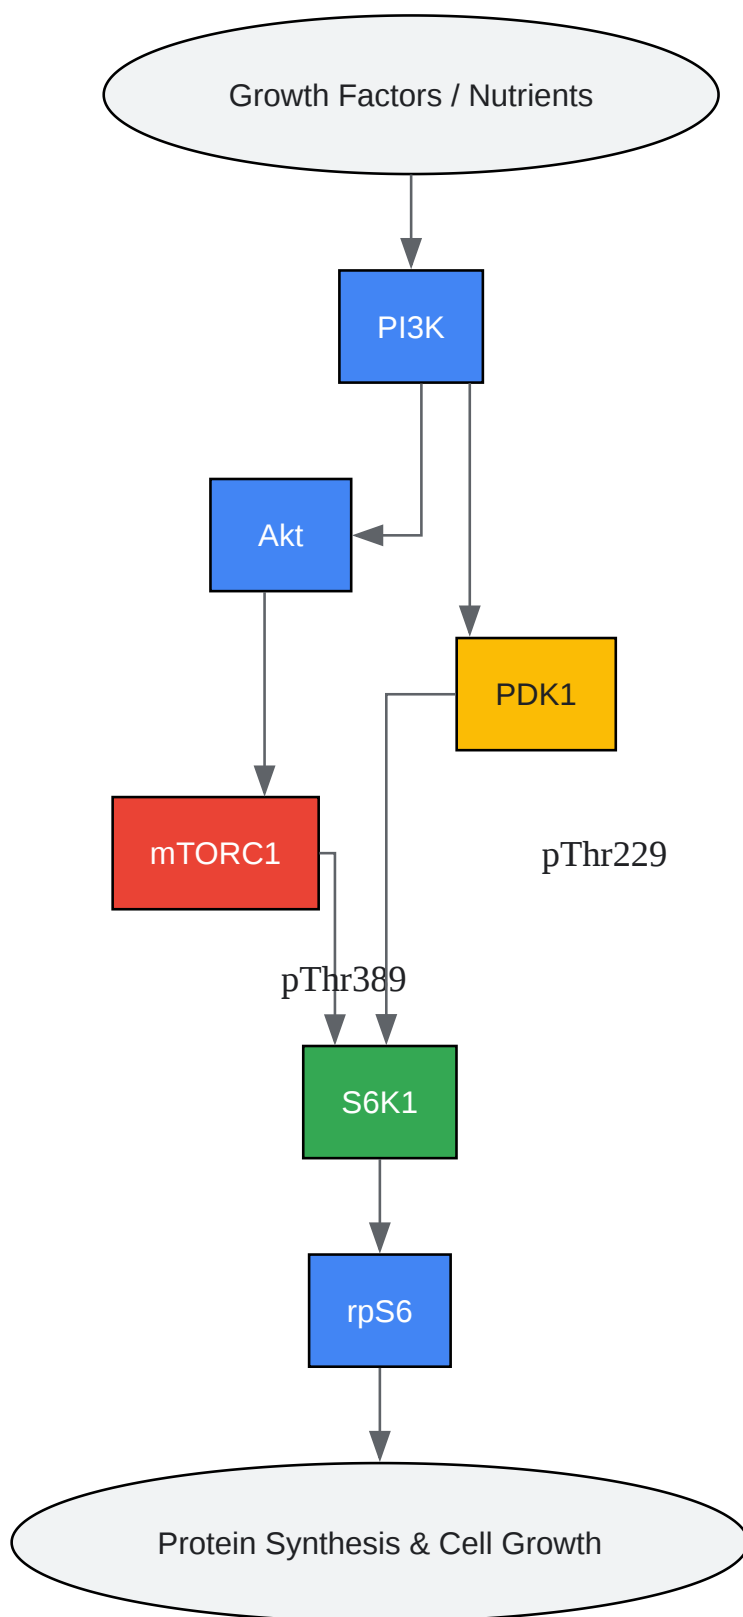 Growth Factors / Nutrients
PI3K
Akt
PDK1
mTORC1
pThr229
pThr389
S6K1
rpS6
Protein Synthesis & Cell Growth